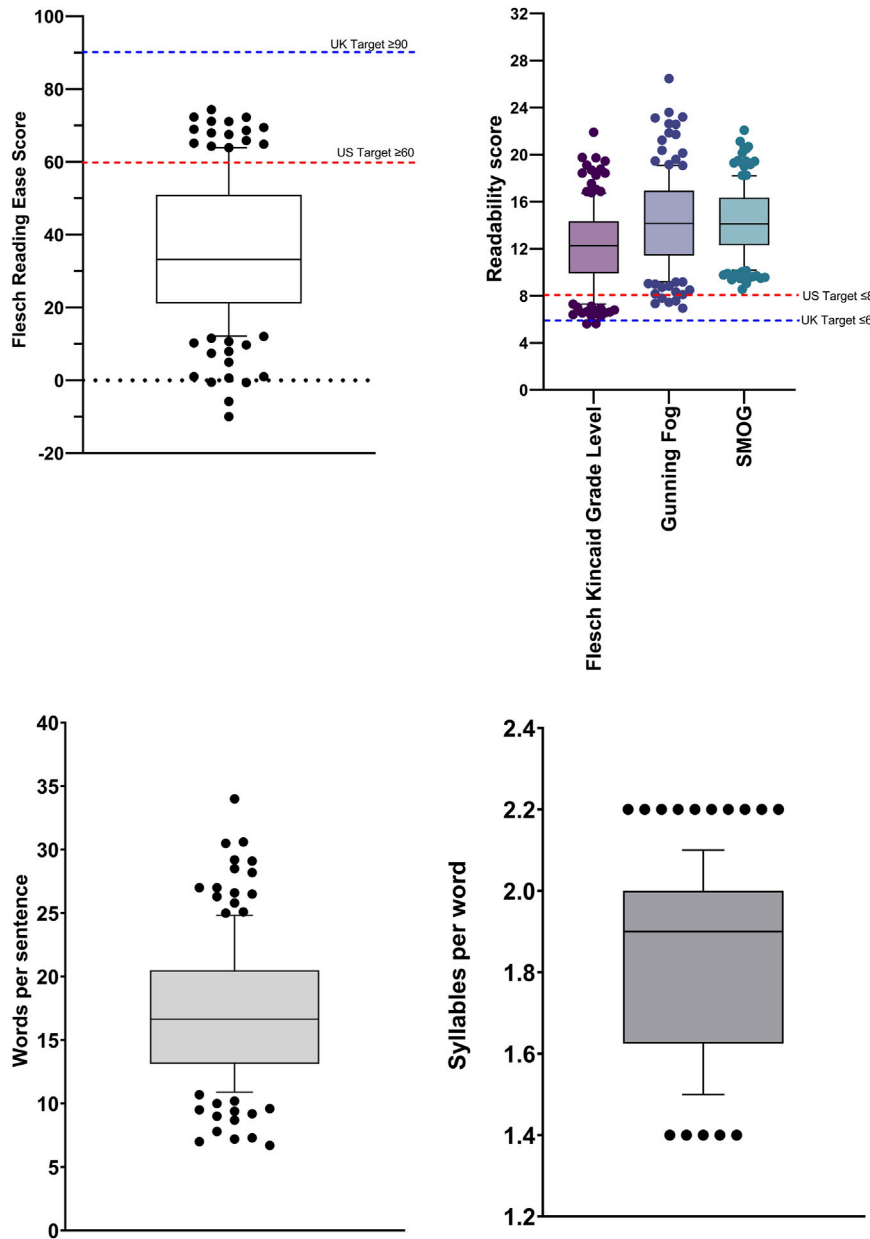 Flesch Reading Ease Score
100
80
60
40
20
0
-20
UK Target ≥90
US Target ≥60
Readability score
32
28
24
20
16
12
8
4
0
US Target ≤8
UK Target ≤6
Flesch Kincaid Grade Level
Gunning Fog
SMOG
Words per sentence
40
35
30
25
20
15
10
5
0
Syllables per word
2.4
2.2
2.0
1.8
1.6
1.4
1.2